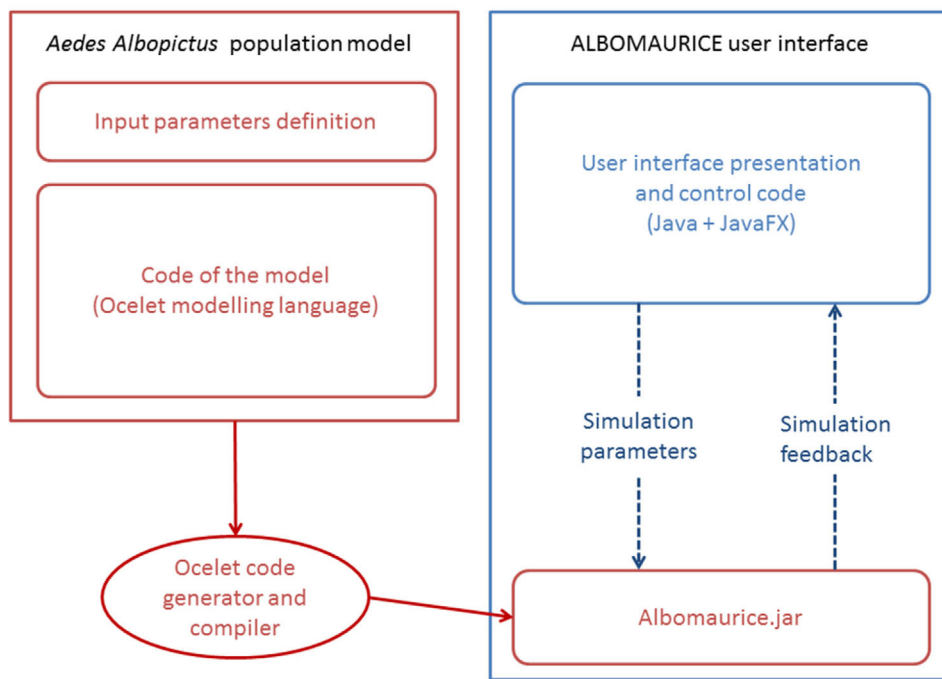 Aedes Albopictus population model
Input parameters definition
Code of the model
(Ocelet modelling language)
Ocelet code
generator and
compiler
ALBOMAURICE user interface
User interface presentation
and control code
(Java + JavaFX)
Simulation
parameters
Simulation
feedback
Albomaurice.jar